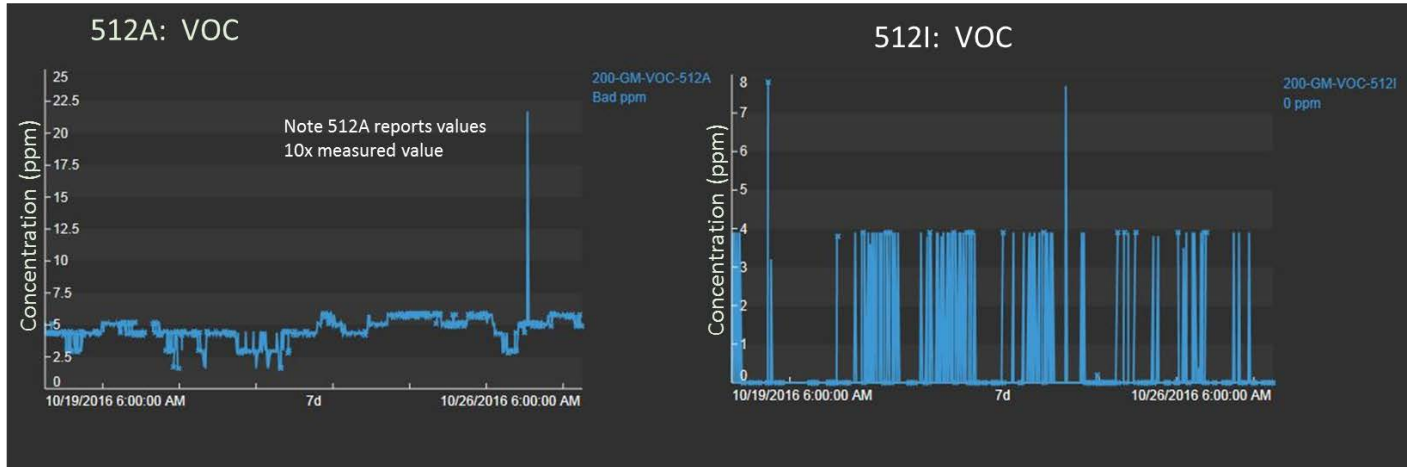 512A: VOC
Concentration (ppm)
25
22.5
20
17.5
15
12.5
10
7.5
5
2.5
0
Note 512A reports values
10x measured value
200-GM-VOC-512A
Bad ppm
10/19/2016 6:00:00 AM
7d
10/26/2016 6:00:00 AM
512I: VOC
Concentration (ppm)
8
7
6
5
4
3
2
1
0
200-GM-VOC-512I
0 ppm
10/19/2016 6:00:00 AM
7d
10/26/2016 6:00:00 AM